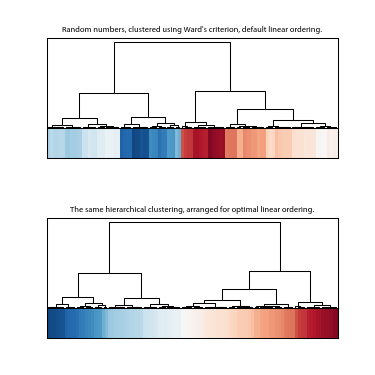 Random numbers, clustered using Ward's criterion, default linear ordering.
The same hierarchical clustering, arranged for optimal linear ordering.